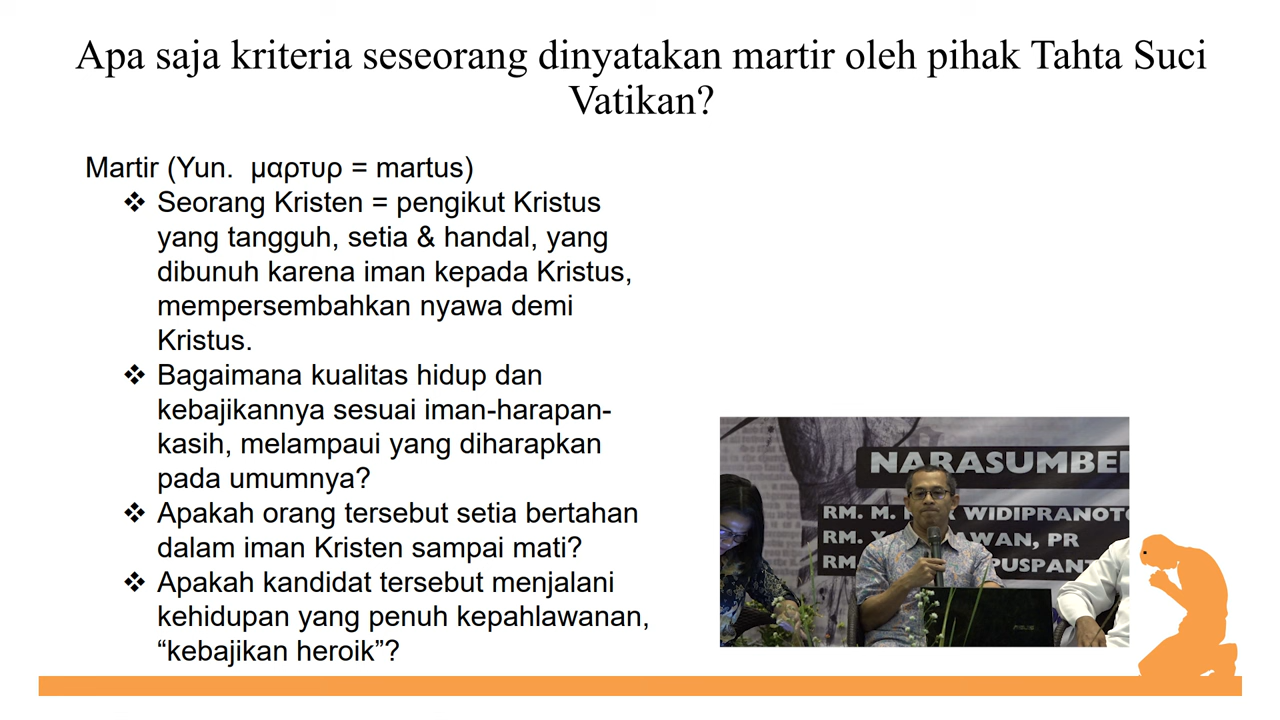 Apa saja kriteria seseorang dinyatakan martir oleh pihak Tahta Suci
Vatikan?
Martir (Yun.  μαρτυρ = martus)
❖ Seorang Kristen = pengikut Kristus
yang tangguh, setia & handal, yang
dibunuh karena iman kepada Kristus,
mempersembahkan nyawa demi
Kristus.
❖ Bagaimana kualitas hidup dan
kebajikannya sesuai iman-harapan-
kasih, melampaui yang diharapkan
pada umumnya?
❖ Apakah orang tersebut setia bertahan
dalam iman Kristen sampai mati?
❖ Apakah kandidat tersebut menjalani
kehidupan yang penuh kepahlawanan,
“kebajikan heroik”?
NARASUMBE
RM. M. WIDIPRANOTO
RM. PR
RM